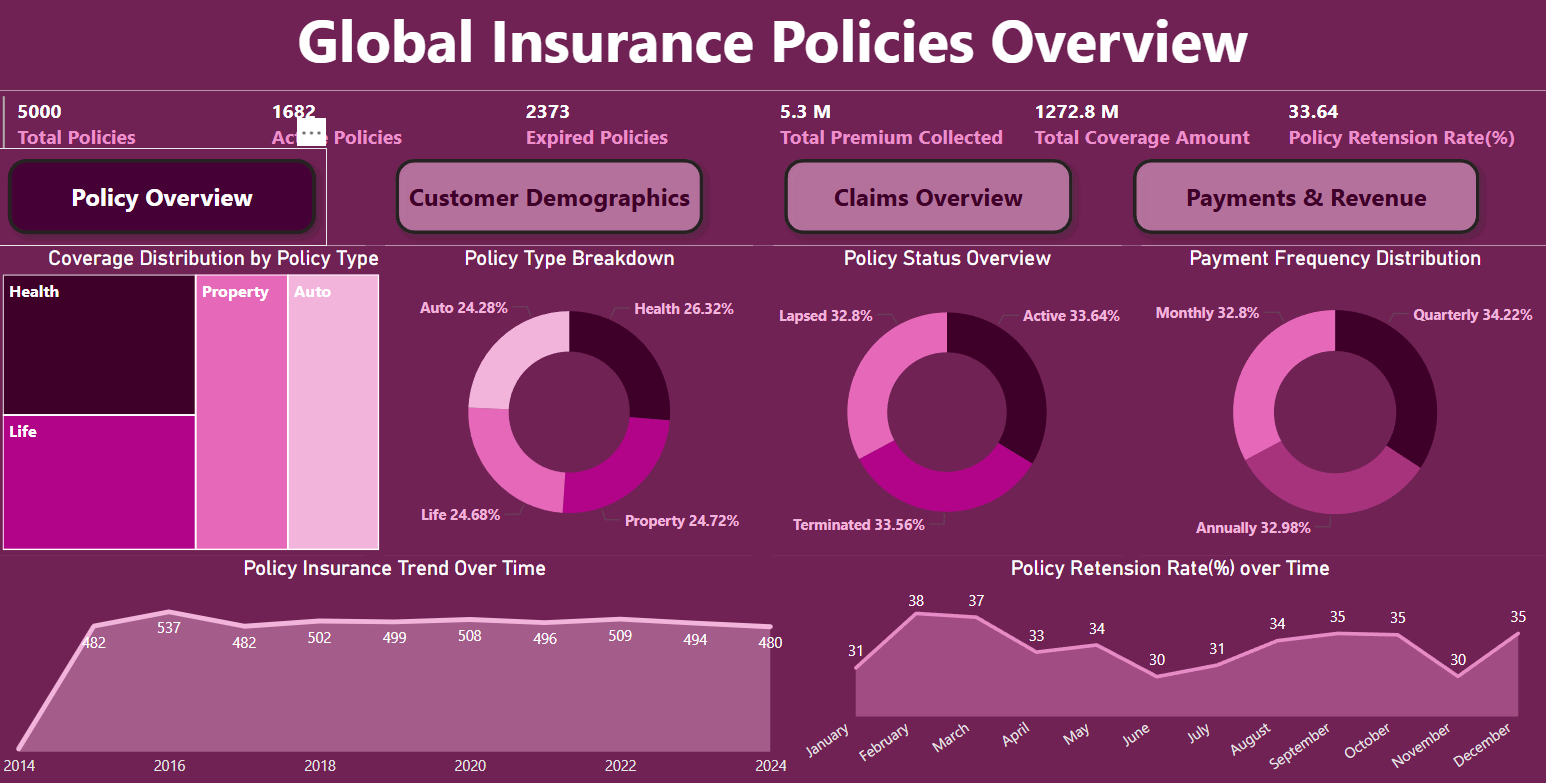 Global Insurance Policies Overview
5000 1682 2373 5.3 M 1272.8 M 33.64
Total Policies Active Policies Expired Policies Total Premium Collected Total Coverage Amount Policy Retension Rate(%)
Policy Overview Customer Demographics Claims Overview Payments & Revenue
Coverage Distribution by Policy Type
Health
Property
Auto
Life
Policy Type Breakdown
Auto 24.28%
Health 26.32%
Life 24.68%
Property 24.72%
Policy Status Overview
Lapsed 32.8%
Active 33.64%
Terminated 33.56%
Payment Frequency Distribution
Monthly 32.8%
Quarterly 34.22%
Annually 32.98%
Policy Insurance Trend Over Time
482 537 482 502 499 508 496 509 494 480
2014 2016 2018 2020 2022 2024
Policy Retension Rate(%) over Time
31 38 37 33 34 30 31 34 35 35 30 35
January February March April May June July August September October November December